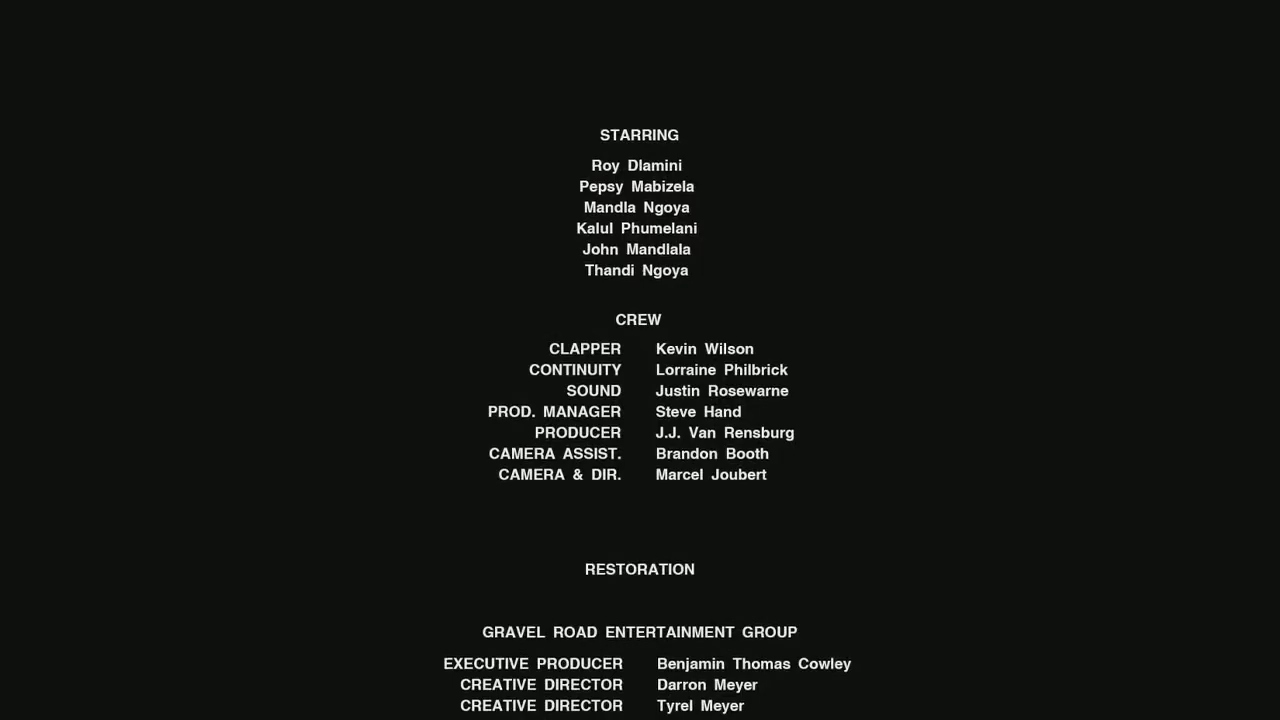 STARRING
Roy Dlamini
Pepsy Mabizela
Mandla Ngoya
Kalul Phumelani
John Mandlala
Thandi Ngoya
CREW
CLAPPER Kevin Wilson
CONTINUITY Lorraine Philbrick
SOUND Justin Rosewarne
PROD. MANAGER Steve Hand
PRODUCER J.J. Van Rensburg
CAMERA ASSIST. Brandon Booth
CAMERA & DIR. Marcel Joubert
RESTORATION
GRAVEL ROAD ENTERTAINMENT GROUP
EXECUTIVE PRODUCER Benjamin Thomas Cowley
CREATIVE DIRECTOR Darron Meyer
CREATIVE DIRECTOR Tyrel Meyer